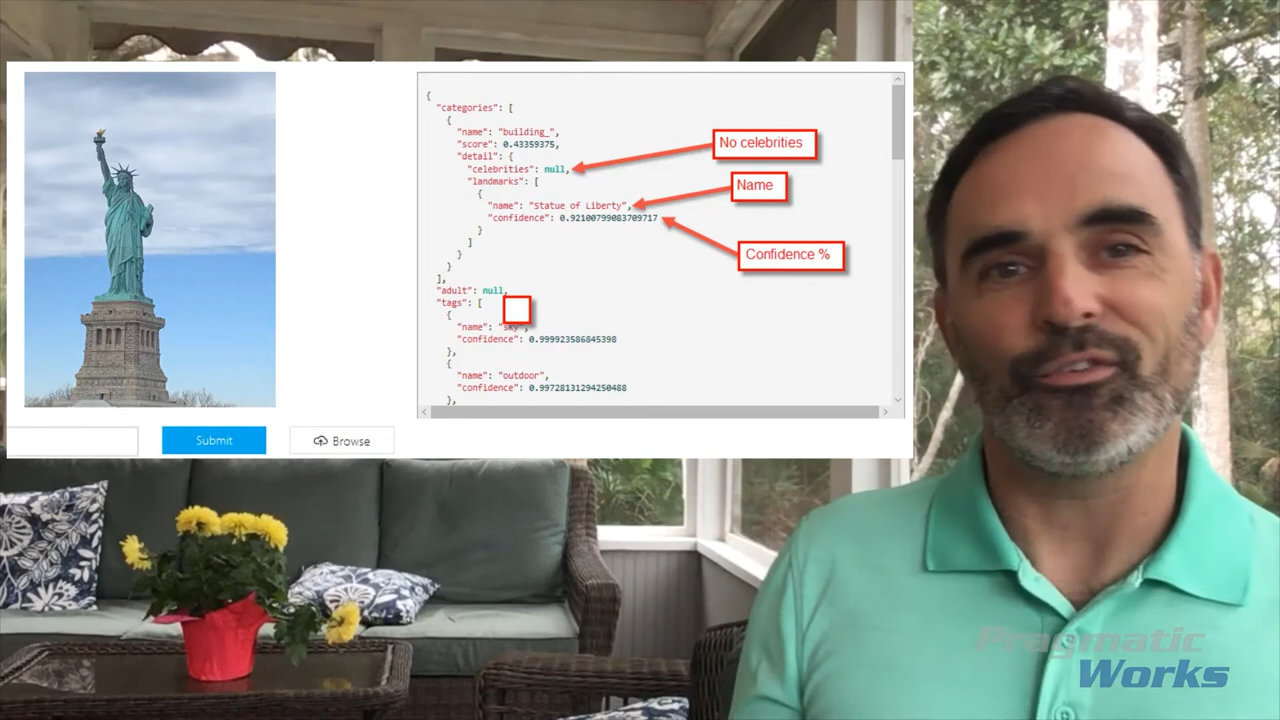 {
"categories": [
{
"name": "building_",
"score": 0.43359375,
"detail": {
"celebrities": null,
"landmarks": [
{
"name": "Statue of Liberty",
"confidence": 0.92100799083709717
}
]
}
}
],
"adult": null,
"tags": [
{
"name": "sky",
"confidence": 0.999923586845398
},
{
"name": "outdoor",
"confidence": 0.99728131294250488
},
No celebrities
Name
Confidence %
Submit
Browse
Pragmatic
Works